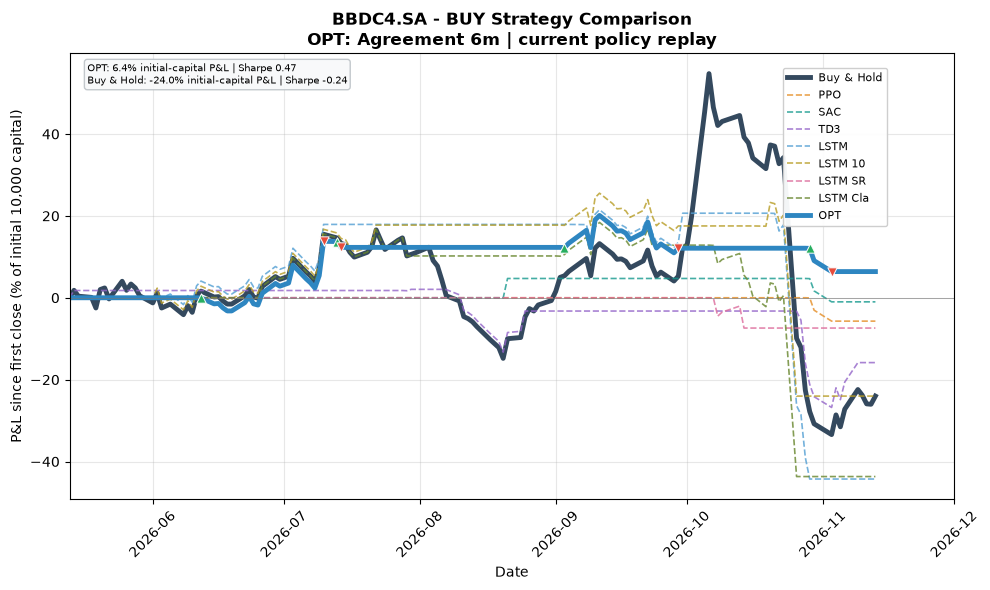 BBDC4.SA - BUY Strategy Comparison
OPT: Agreement 6m | current policy replay
OPT: 6.4% initial-capital P&L | Sharpe 0.47
Buy & Hold: -24.0% initial-capital P&L | Sharpe -0.24
Buy & Hold
PPO
SAC
TD3
LSTM
LSTM 10
LSTM SR
LSTM Cla
OPT
P&L since first close (% of initial 10,000 capital)
40
20
0
−20
−40
2026-06
2026-07
2026-08
2026-09
2026-10
2026-11
2026-12
Date